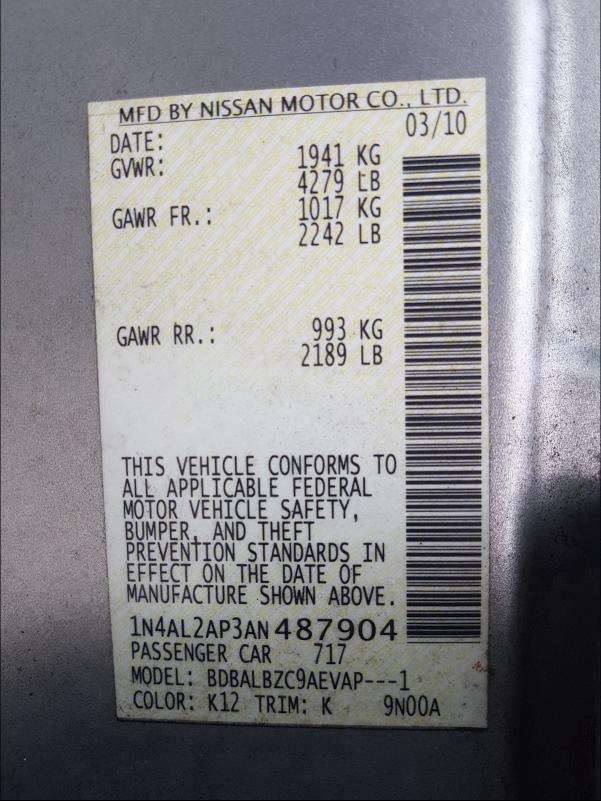 MFD BY NISSAN MOTOR CO., LTD.
DATE: 03/10
GVWR: 1941 KG
4279 LB
GAWR FR.: 1017 KG
2242 LB
GAWR RR.: 993 KG
2189 LB
THIS VEHICLE CONFORMS TO
ALL APPLICABLE FEDERAL
MOTOR VEHICLE SAFETY,
BUMPER, AND THEFT
PREVENTION STANDARDS IN
EFFECT ON THE DATE OF
MANUFACTURE SHOWN ABOVE.
1N4AL2AP3AN487904
PASSENGER CAR 717
MODEL: BDBALBZC9AEVAP---1
COLOR: K12 TRIM: K 9N00A